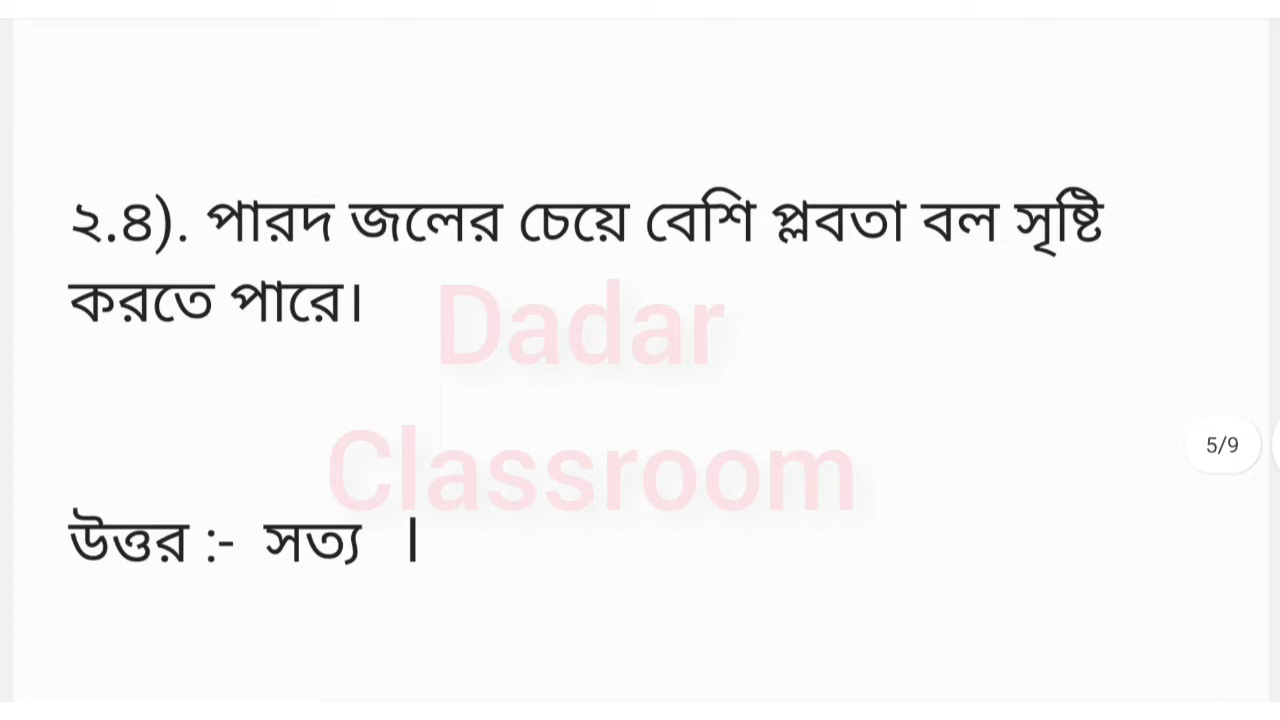 ২.৪). পারদ জলের চেয়ে বেশি প্লবতা বল সৃষ্টি
করতে পারে।
Dadar
Classroom
5/9
উত্তর :- সত্য ।